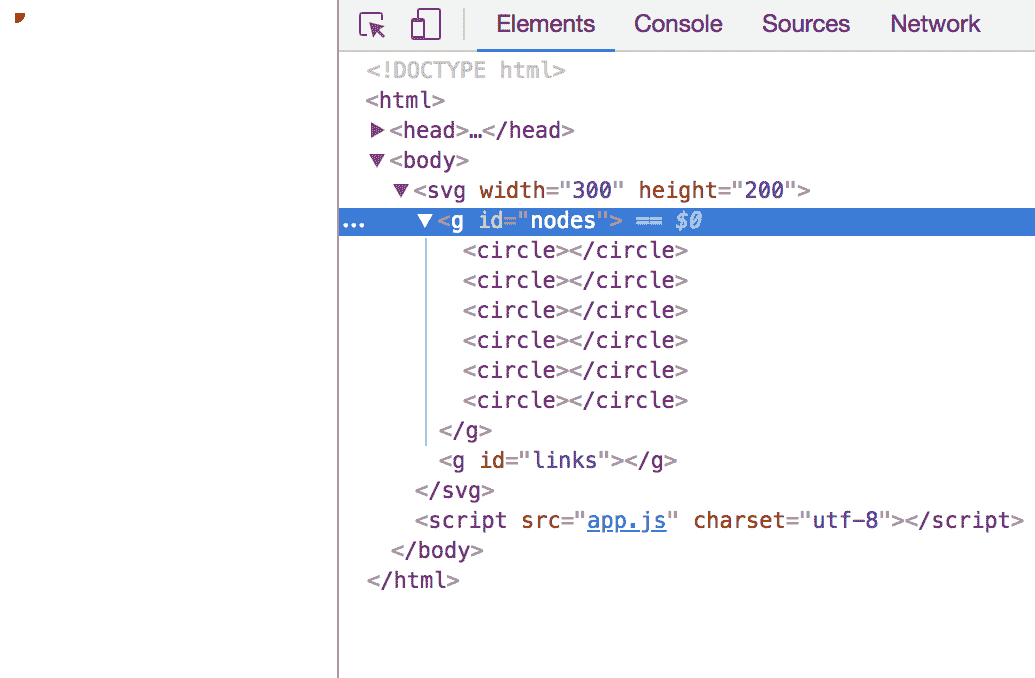 Elements Console Sources Network
<!DOCTYPE html>
<html>
▶<head>…</head>
▼<body>
▼<svg width="300" height="200">
… ▼<g id="nodes"> == $0
<circle></circle>
<circle></circle>
<circle></circle>
<circle></circle>
<circle></circle>
<circle></circle>
</g>
<g id="links"></g>
</svg>
<script src="app.js" charset="utf-8"></script>
</body>
</html>